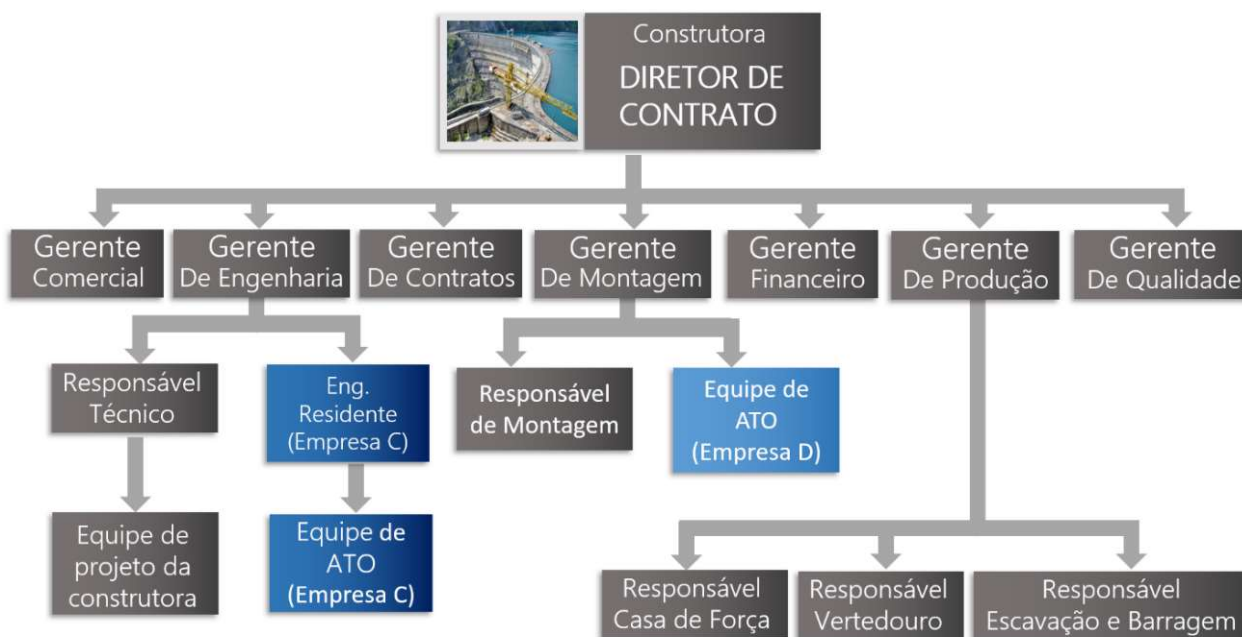 Construtora
DIRETOR DE
CONTRATO
Gerente
Comercial
Gerente
De Engenharia
Gerente
De Contratos
Gerente
De Montagem
Gerente
Financeiro
Gerente
De Produção
Gerente
De Qualidade
Responsável
Técnico
Eng.
Residente
(Empresa C)
Responsável
de Montagem
Equipe de
ATO
(Empresa D)
Equipe de
projeto da
construtora
Equipe de
ATO
(Empresa C)
Responsável
Casa de Força
Responsável
Vertedouro
Responsável
Escavação e Barragem